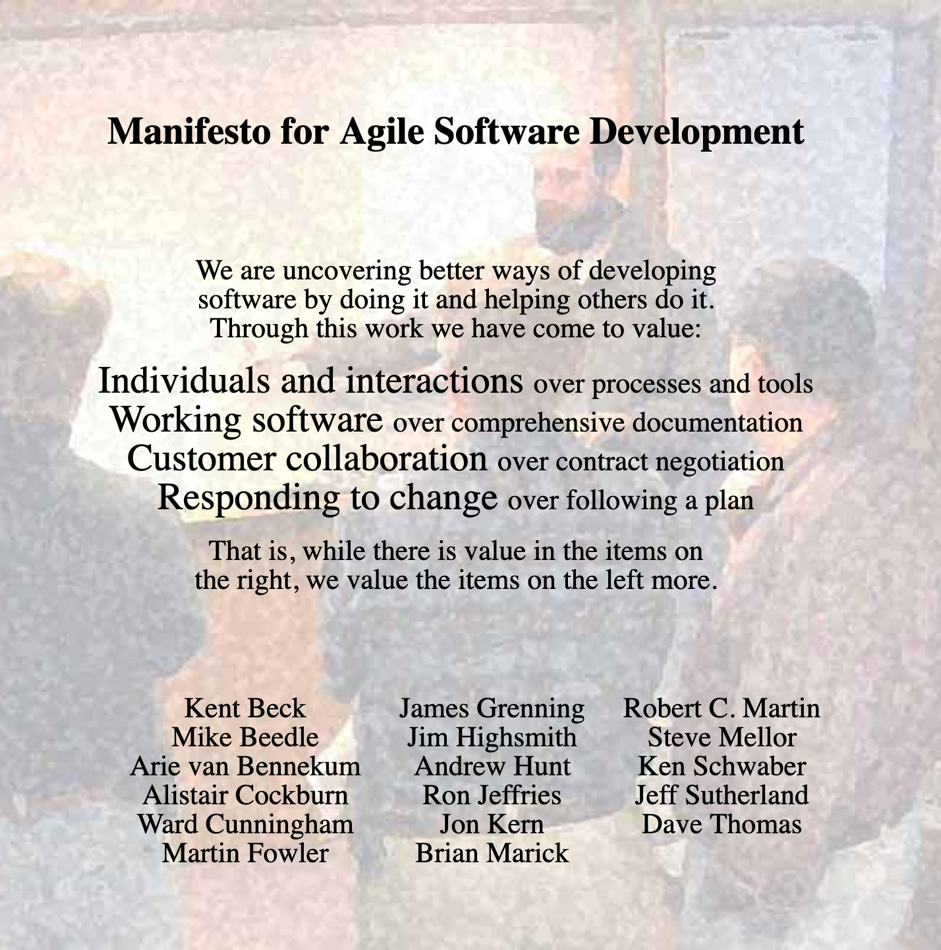 Manifesto for Agile Software Development
We are uncovering better ways of developing
software by doing it and helping others do it.
Through this work we have come to value:
Individuals and interactions over processes and tools
Working software over comprehensive documentation
Customer collaboration over contract negotiation
Responding to change over following a plan
That is, while there is value in the items on
the right, we value the items on the left more.
Kent Beck
Mike Beedle
Arie van Bennekum
Alistair Cockburn
Ward Cunningham
Martin Fowler
James Grenning
Jim Highsmith
Andrew Hunt
Ron Jeffries
Jon Kern
Brian Marick
Robert C. Martin
Steve Mellor
Ken Schwaber
Jeff Sutherland
Dave Thomas